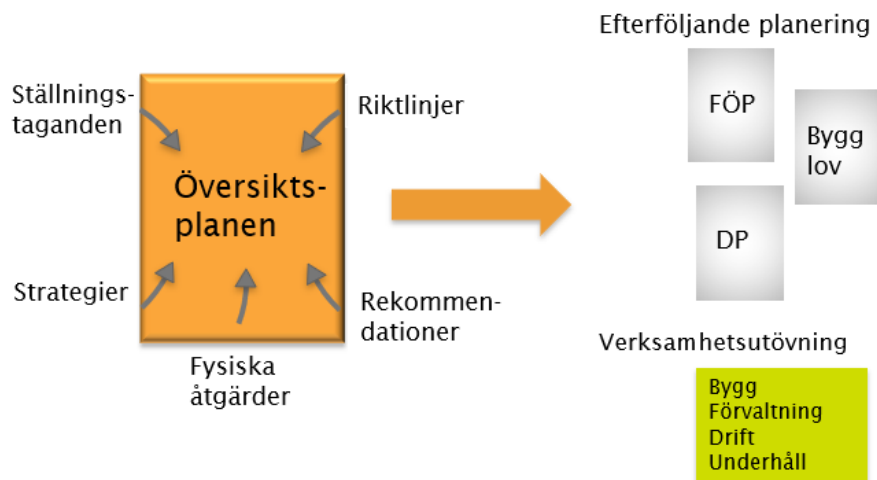 Ställnings-
taganden
Riktlinjer
Översikts-
planen
Strategier
Rekommen-
dationer
Fysiska
åtgärder
Efterföljande planering
FÖP
Bygg
lov
DP
Verksamhetsutövning
Bygg
Förvaltning
Drift
Underhåll